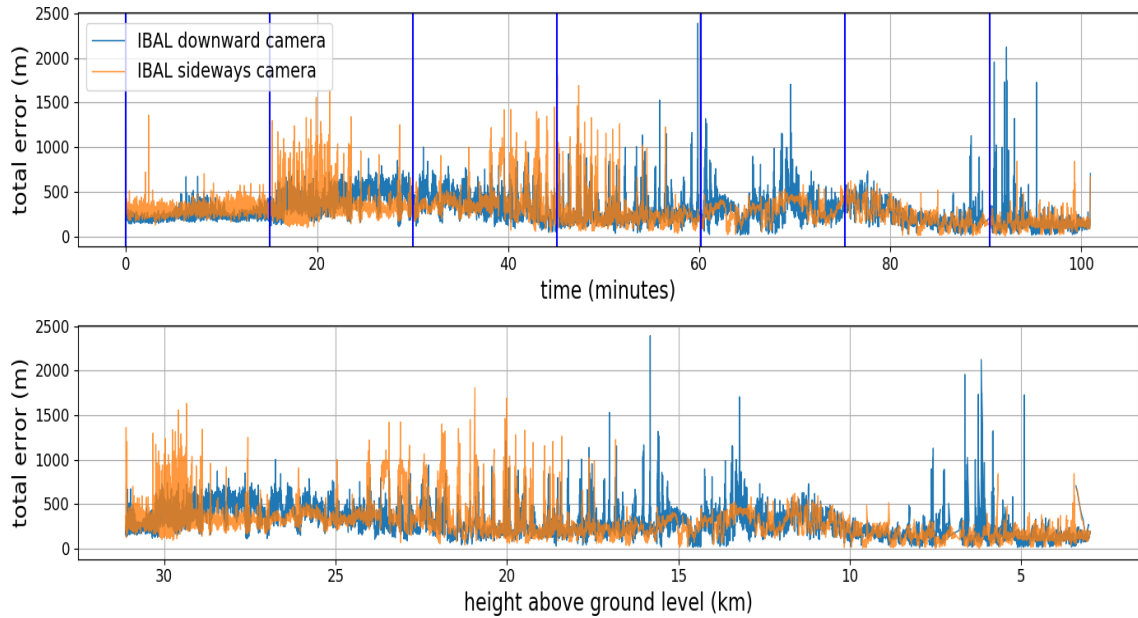 2500
2000
1500
1000
500
0
total error (m)
IBAL downward camera
IBAL sideways camera
0 20 40 60 80 100
time (minutes)
2500
2000
1500
1000
500
0
total error (m)
30 25 20 15 10 5
height above ground level (km)